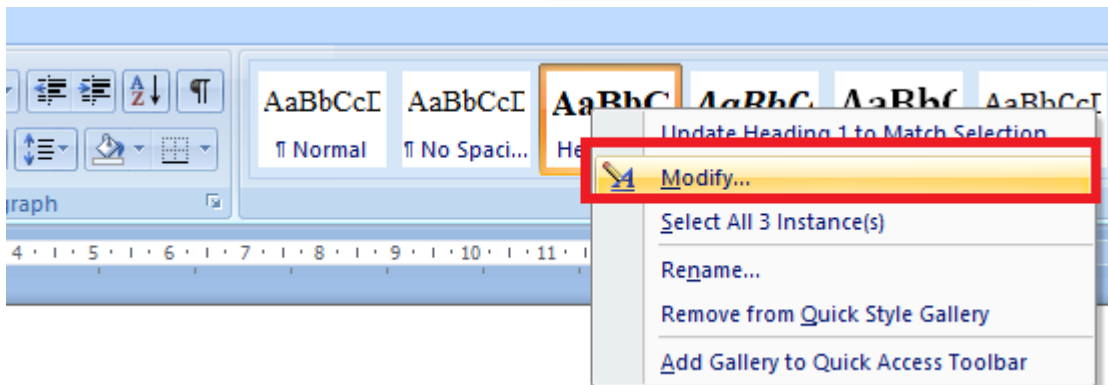 AaBbCcI AaBbCcI AaBbC AaBbC AaBb( AaBbCcI
¶ Normal ¶ No Spaci... He
raph
4 · 5 · 6 · 7 · 8 · 9 · 10 · 11
Update Heading 1 to Match Selection
Modify...
Select All 3 Instance(s)
Rename...
Remove from Quick Style Gallery
Add Gallery to Quick Access Toolbar